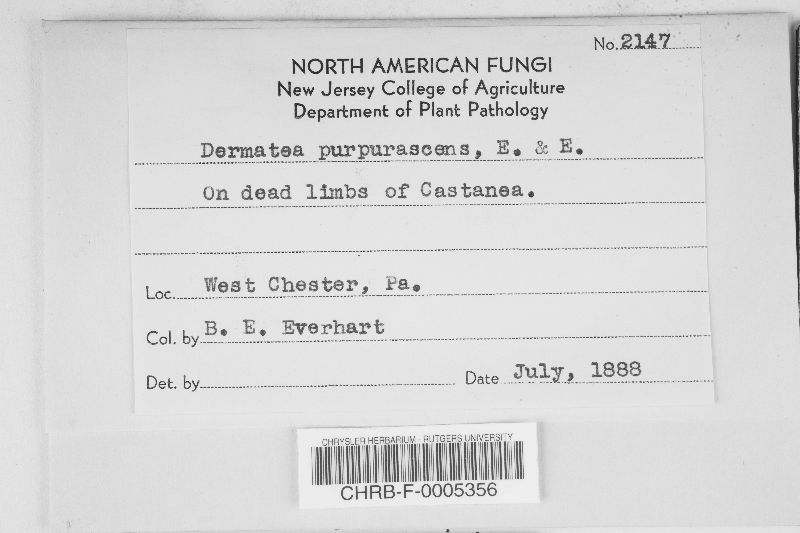 No. 2147
NORTH AMERICAN FUNGI
New Jersey College of Agriculture
Department of Plant Pathology
Dermatea purpurascens, E. & E.
On dead limbs of Castanea.
Loc. West Chester, Pa.
Col. by B. E. Everhart
Det. by Date July, 1888
CHRYSLER HERBARIUM - RUTGERS UNIVERSITY
CHRB-F-0005356